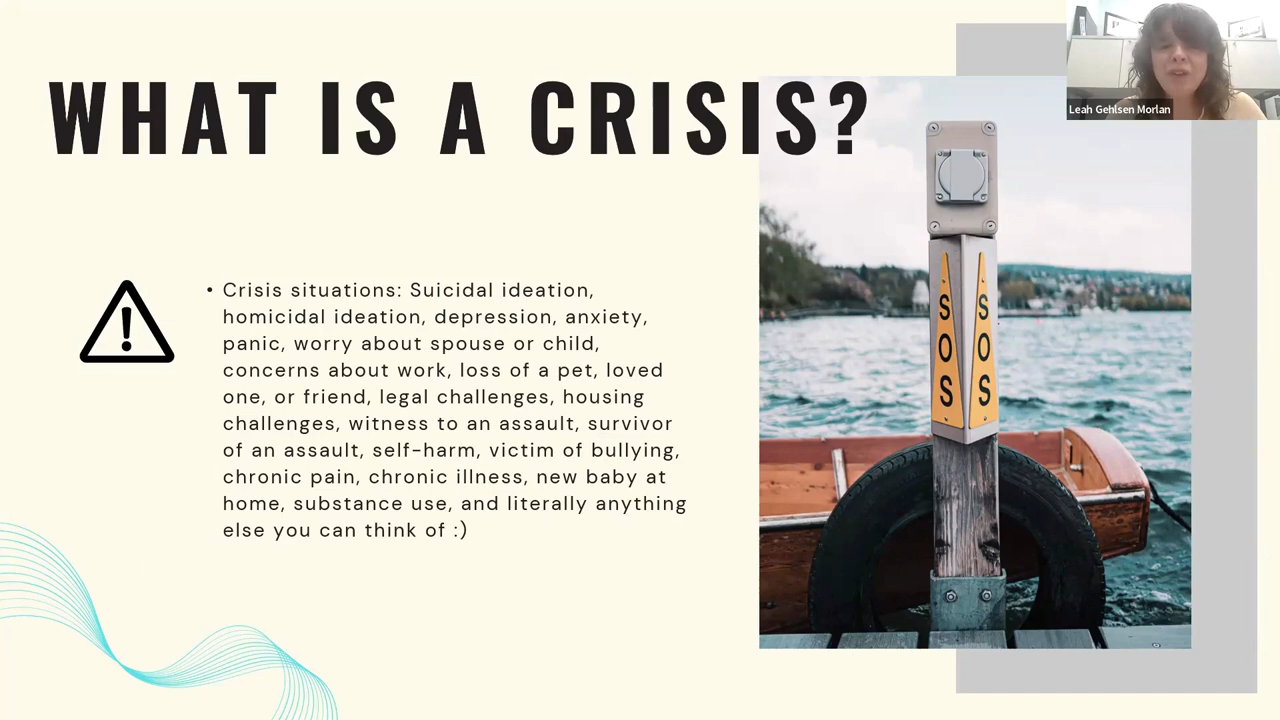 WHAT IS A CRISIS?
Leah Gehlsen Morlan
• Crisis situations: Suicidal ideation,
homicidal ideation, depression, anxiety,
panic, worry about spouse or child,
concerns about work, loss of a pet, loved
one, or friend, legal challenges, housing
challenges, witness to an assault, survivor
of an assault, self-harm, victim of bullying,
chronic pain, chronic illness, new baby at
home, substance use, and literally anything
else you can think of :)
SOS
SOS